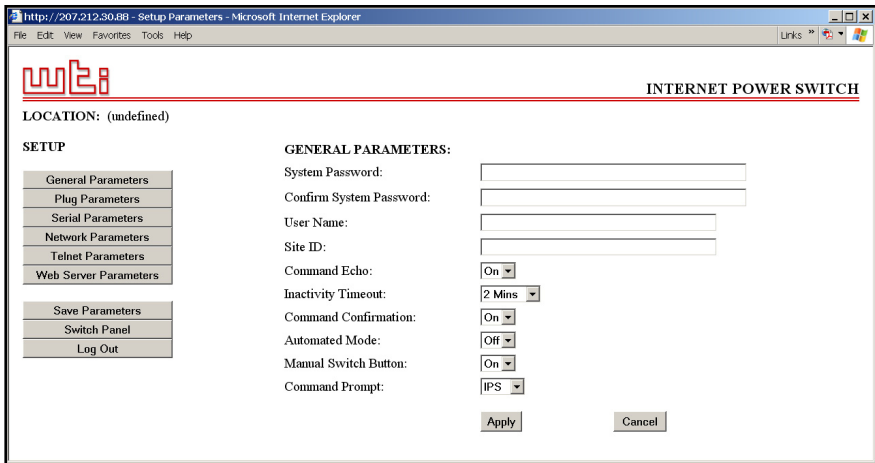 http://207.212.30.88 - Setup Parameters - Microsoft Internet Explorer
File Edit View Favorites Tools Help Links »
wti
INTERNET POWER SWITCH
LOCATION: (undefined)
SETUP
General Parameters
Plug Parameters
Serial Parameters
Network Parameters
Telnet Parameters
Web Server Parameters
Save Parameters
Switch Panel
Log Out
GENERAL PARAMETERS:
System Password:
Confirm System Password:
User Name:
Site ID:
Command Echo: On
Inactivity Timeout: 2 Mins
Command Confirmation: On
Automated Mode: Off
Manual Switch Button: On
Command Prompt: IPS
Apply Cancel